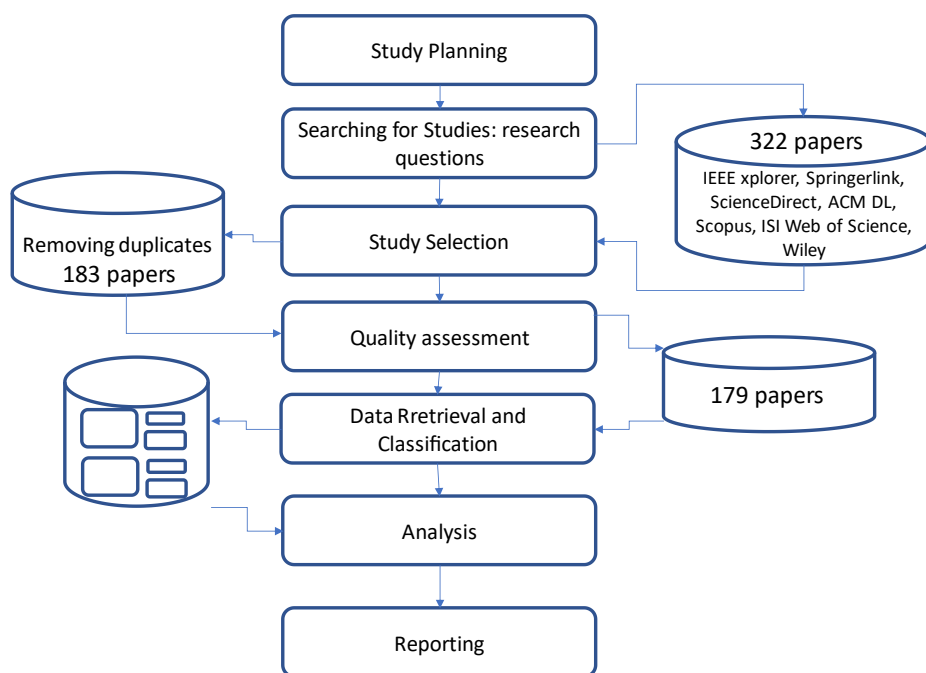 Study Planning
Searching for Studies: research
questions
322 papers
IEEE xplorer, Springerlink,
ScienceDirect, ACM DL,
Scopus, ISI Web of Science,
Wiley
Study Selection
Removing duplicates
183 papers
Quality assessment
179 papers
Data Rretrieval and
Classification
Analysis
Reporting